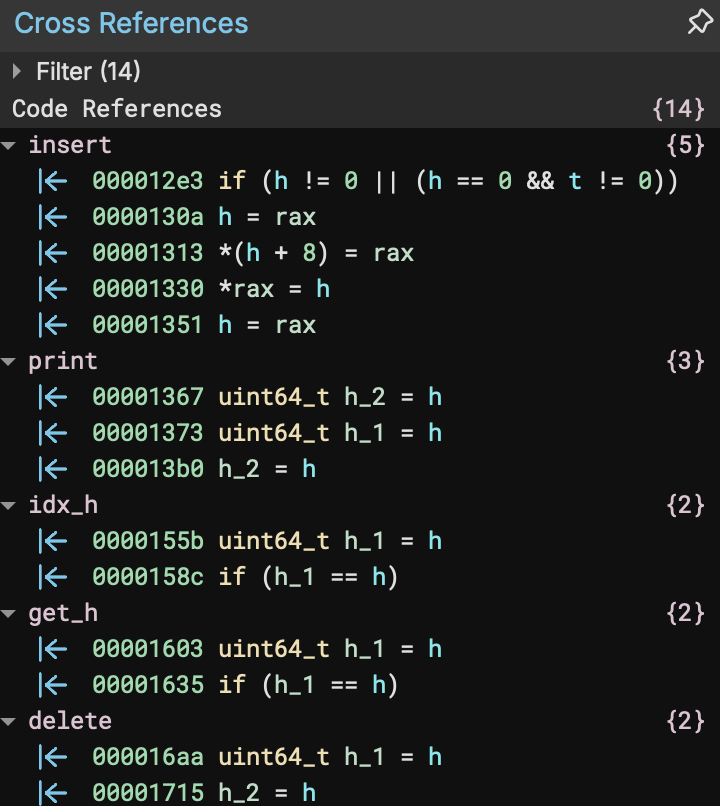 Cross References
Filter (14)
Code References {14}
insert {5}
000012e3 if (h != 0 || (h == 0 && t != 0))
0000130a h = rax
00001313 *(h + 8) = rax
00001330 *rax = h
00001351 h = rax
print {3}
00001367 uint64_t h_2 = h
00001373 uint64_t h_1 = h
000013b0 h_2 = h
idx_h {2}
0000155b uint64_t h_1 = h
0000158c if (h_1 == h)
get_h {2}
00001603 uint64_t h_1 = h
00001635 if (h_1 == h)
delete {2}
000016aa uint64_t h_1 = h
00001715 h_2 = h